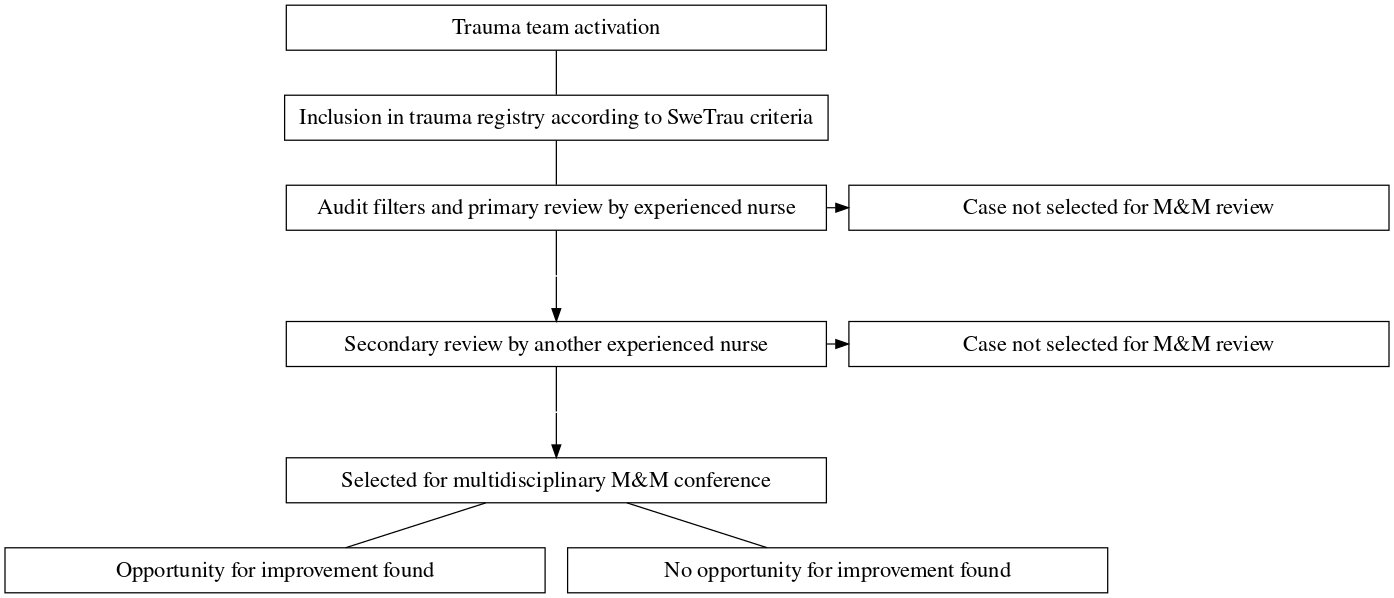 Trauma team activation
Inclusion in trauma registry according to SweTrau criteria
Audit filters and primary review by experienced nurse
Case not selected for M&M review
Secondary review by another experienced nurse
Case not selected for M&M review
Selected for multidisciplinary M&M conference
Opportunity for improvement found
No opportunity for improvement found